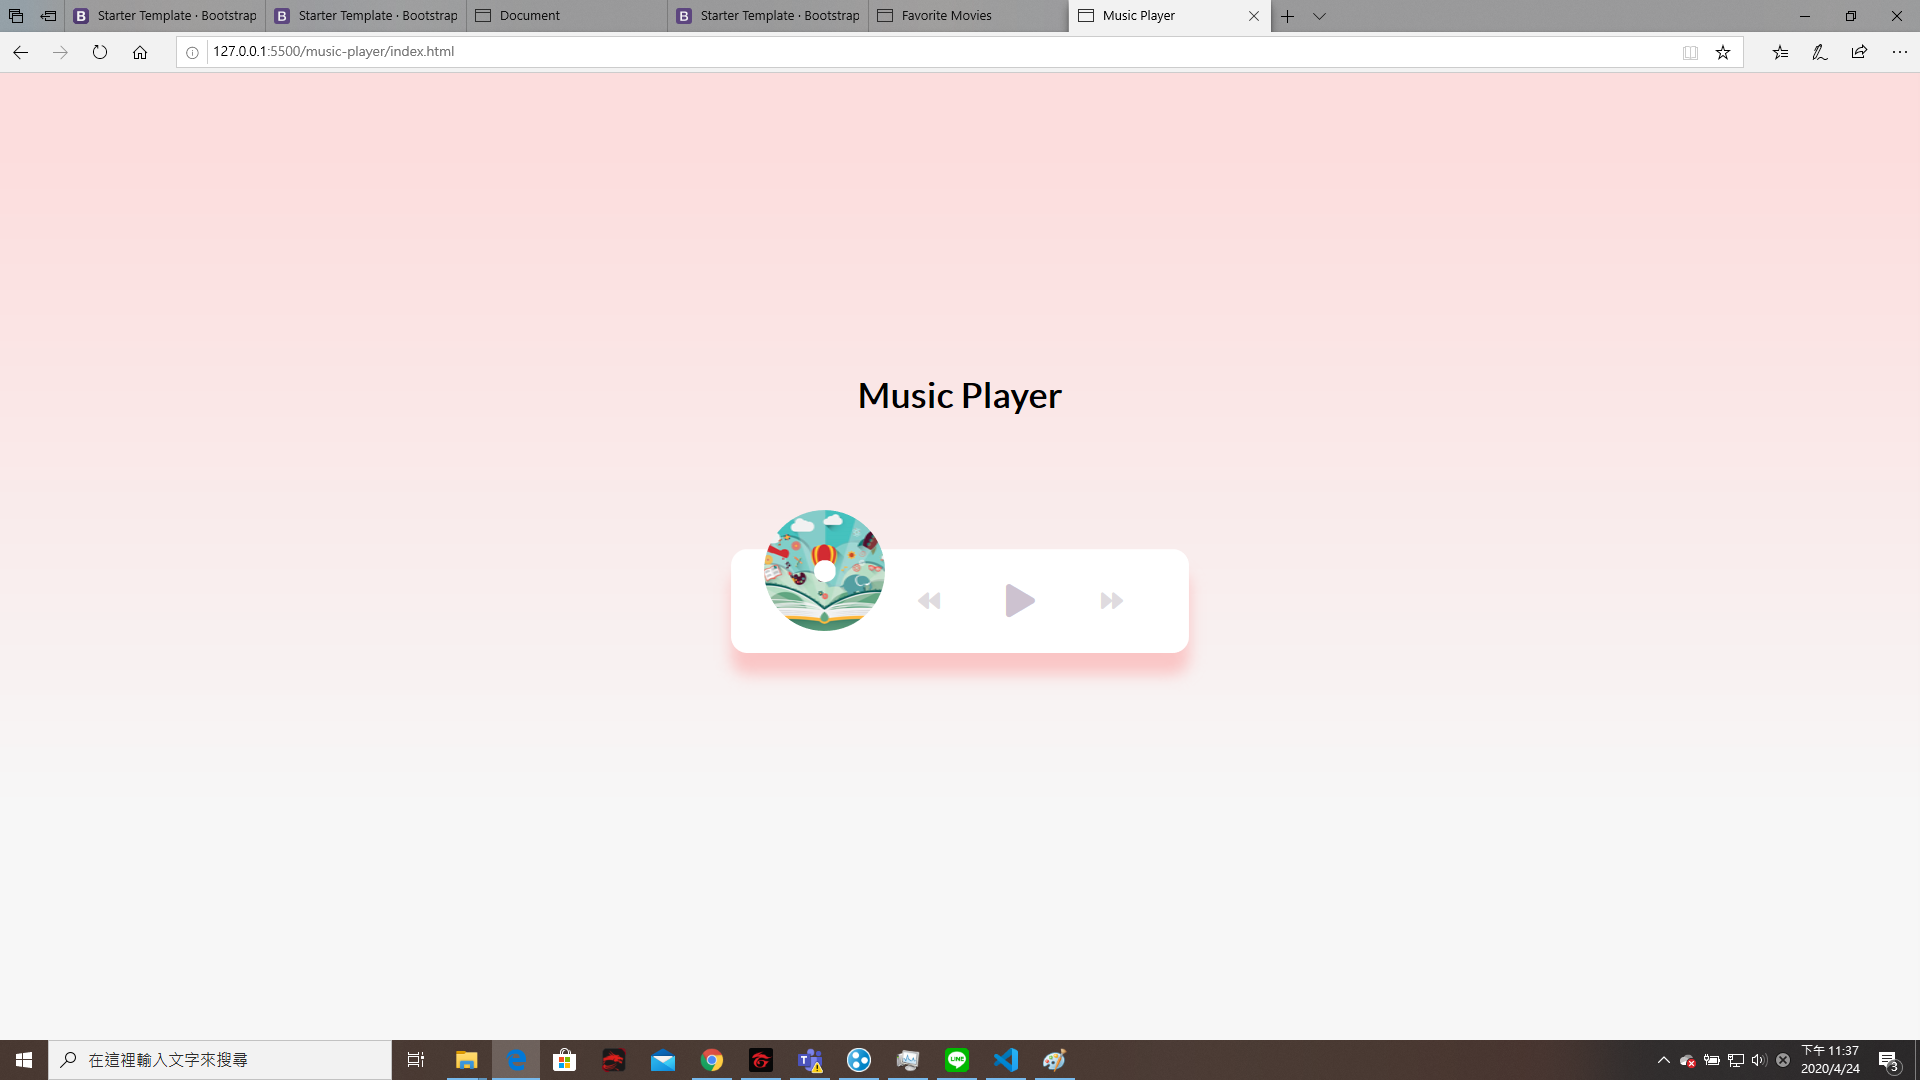 Starter Template · Bootstrap
Starter Template · Bootstrap
Document
Starter Template · Bootstrap
Favorite Movies
Music Player
127.0.0.1:5500/music-player/index.html
Music Player
在這裡輸入文字來搜尋
下午 11:37
2020/4/24
3